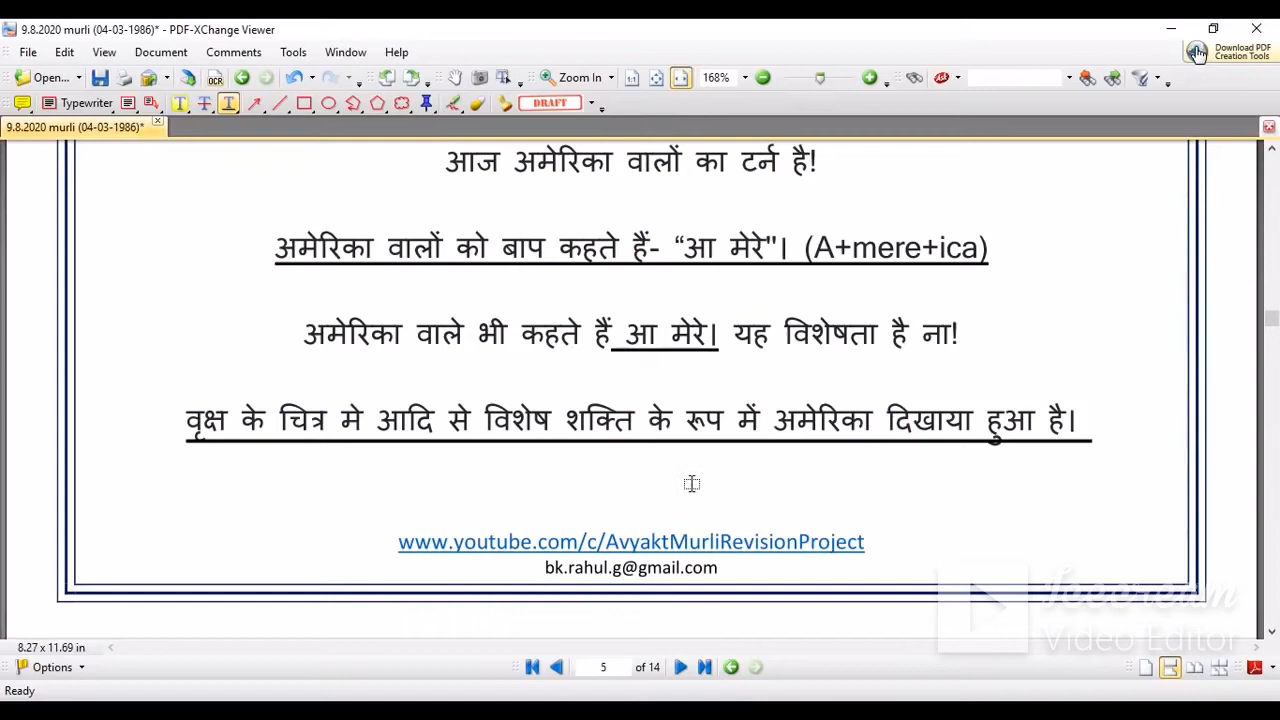 9.8.2020 murli (04-03-1986)* - PDF-XChange Viewer
File Edit View Document Comments Tools Window Help
Download PDF
Creation Tools
Open... OCR Zoom In 168%
Typewriter DRAFT
9.8.2020 murli (04-03-1986)*
आज अमेरिका वालों का टर्न है!
अमेरिका वालों को बाप कहते हैं- “आ मेरे"। (A+mere+ica)
अमेरिका वाले भी कहते हैं आ मेरे। यह विशेषता है ना!
वृक्ष के चित्र मे आदि से विशेष शक्ति के रूप में अमेरिका दिखाया हुआ है।
www.youtube.com/c/AvyaktMurliRevisionProject
bk.rahul.g@gmail.com
Video Editor
8.27 x 11.69 in
Options 5 of 14
Ready